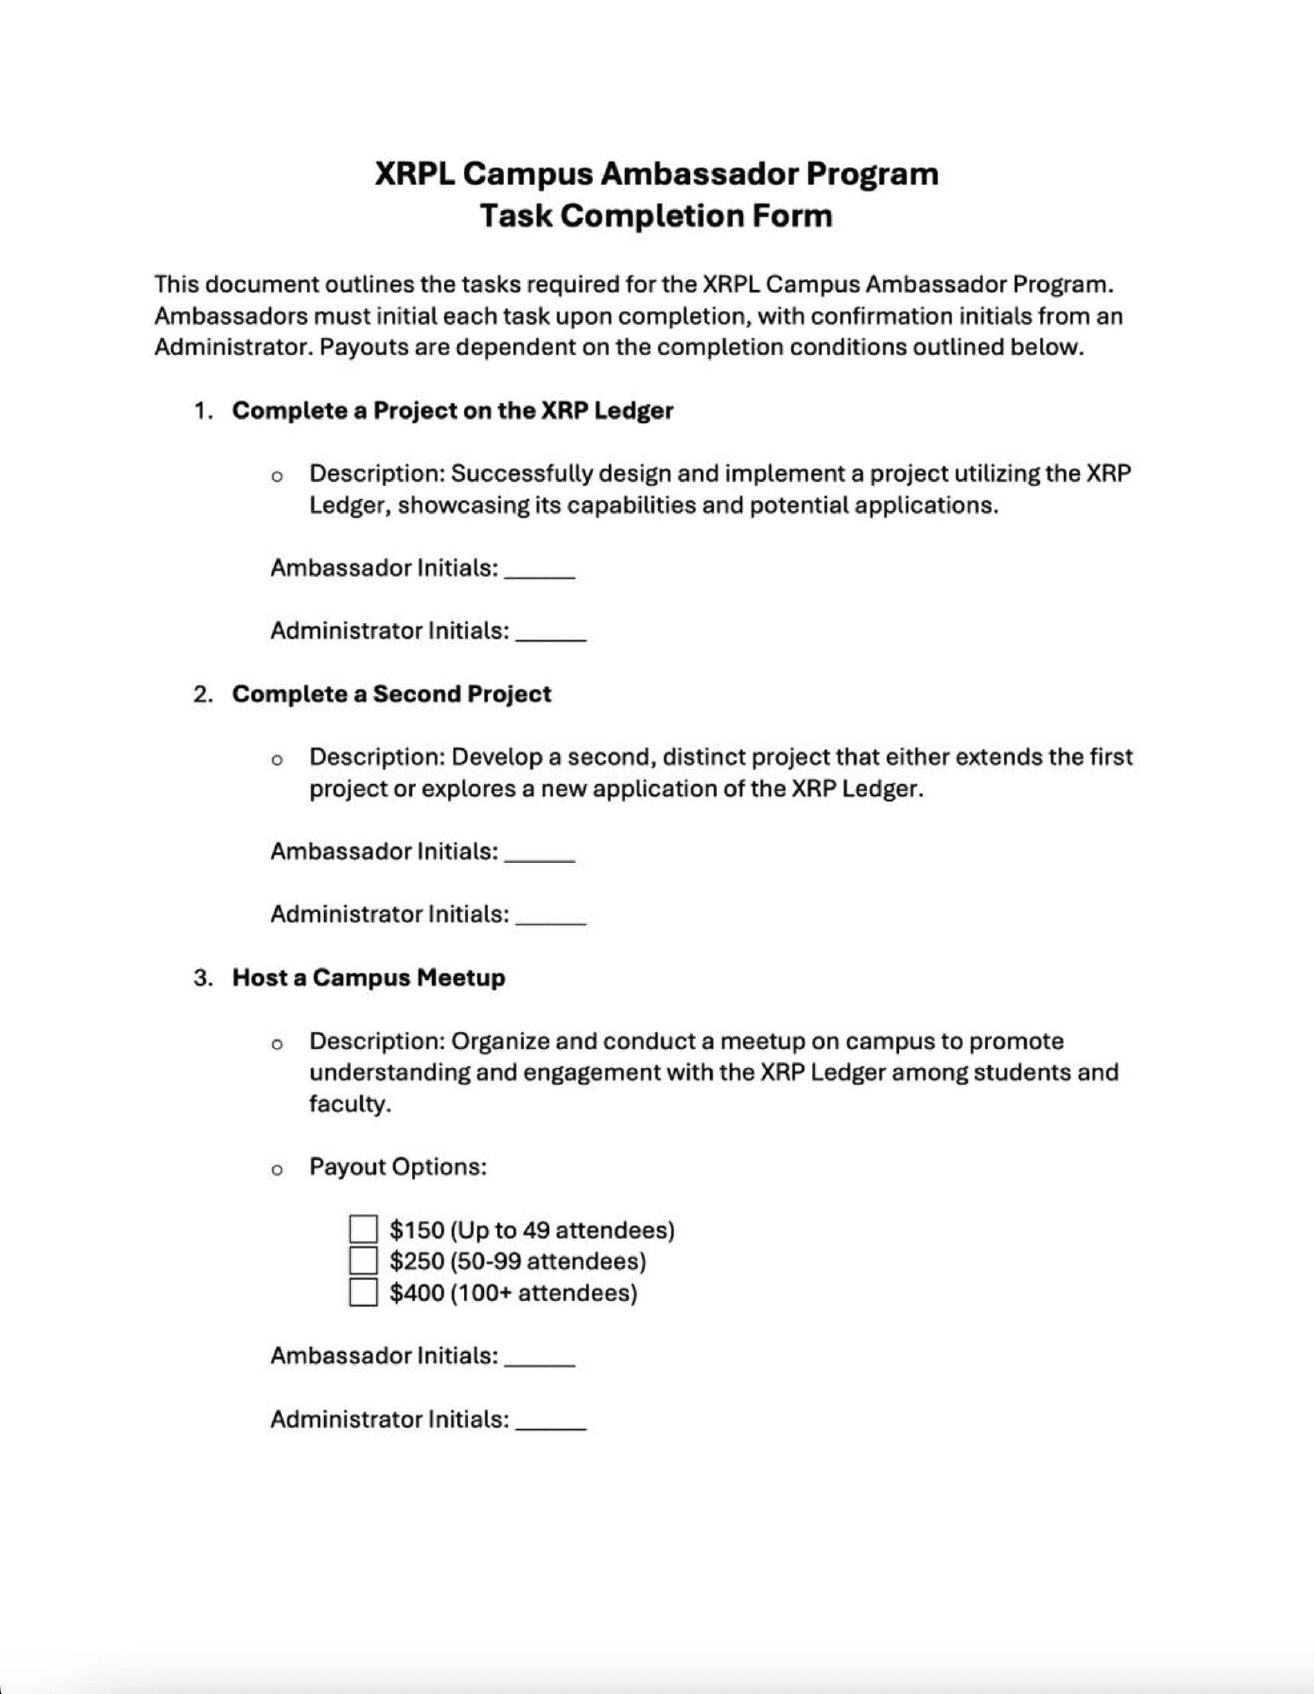 XRPL Campus Ambassador Program
Task Completion Form
This document outlines the tasks required for the XRPL Campus Ambassador Program.
Ambassadors must initial each task upon completion, with confirmation initials from an
Administrator. Payouts are dependent on the completion conditions outlined below.
1. Complete a Project on the XRP Ledger
o Description: Successfully design and implement a project utilizing the XRP
Ledger, showcasing its capabilities and potential applications.
Ambassador Initials: ______
Administrator Initials: ______
2. Complete a Second Project
o Description: Develop a second, distinct project that either extends the first
project or explores a new application of the XRP Ledger.
Ambassador Initials: ______
Administrator Initials: ______
3. Host a Campus Meetup
o Description: Organize and conduct a meetup on campus to promote
understanding and engagement with the XRP Ledger among students and
faculty.
o Payout Options:
☐ $150 (Up to 49 attendees)
☐ $250 (50-99 attendees)
☐ $400 (100+ attendees)
Ambassador Initials: ______
Administrator Initials: ______